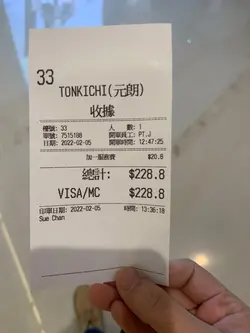 33
TONKICHI(元朗)
收據
檯號: 33 人 數: 1
單號: 7515188 開單員工: PT.J
日期: 2022-02-05 開單時間: 12:47:25
加一服務費 $20.8
總計: $228.8
VISA/MC $228.8
印單日期: 2022-02-05 時間: 13:36:18
Sue Chan